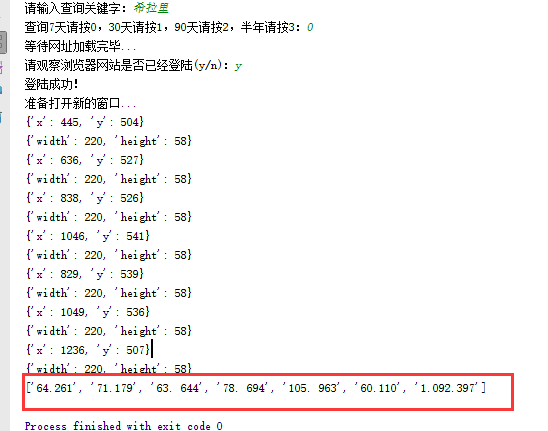 请输入查询关键字：希拉里
查询7天请按0，30天请按1，90天请按2，半年请按3：0
等待网址加载完毕...
请观察浏览器网站是否已经登陆(y/n)：y
登陆成功!
准备打开新的窗口...
{'x': 445, 'y': 504}
{'width': 220, 'height': 58}
{'x': 636, 'y': 527}
{'width': 220, 'height': 58}
{'x': 838, 'y': 526}
{'width': 220, 'height': 58}
{'x': 1046, 'y': 541}
{'width': 220, 'height': 58}
{'x': 829, 'y': 539}
{'width': 220, 'height': 58}
{'x': 1049, 'y': 536}
{'width': 220, 'height': 58}
{'x': 1236, 'y': 507}
{'width': 220, 'height': 58}
['64.261', '71.179', '63. 644', '78. 694', '105. 963', '60.110', '1.092.397']
Process finished with exit code 0